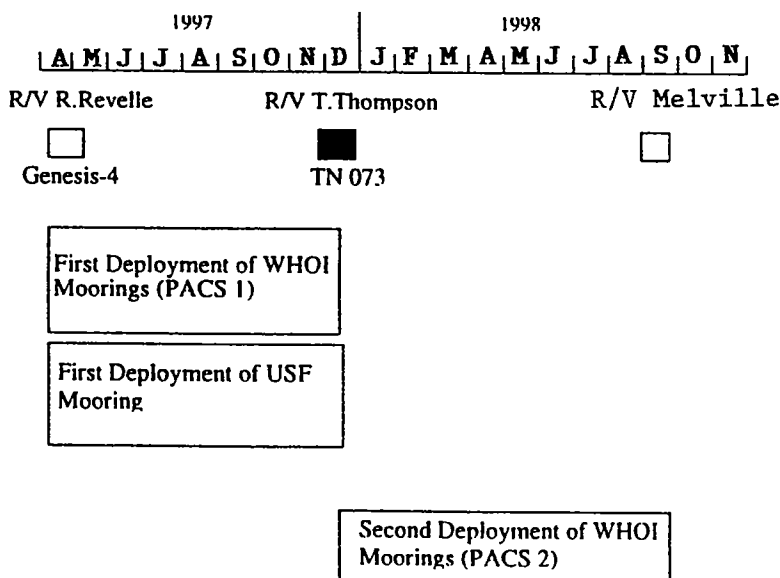 1997 1998
A M J J A S O N D J F M A M J J A S O N
R/V R.Revelle R/V T.Thompson R/V Melville
Genesis-4 TN 073
First Deployment of WHOI
Moorings (PACS 1)
First Deployment of USF
Mooring
Second Deployment of WHOI
Moorings (PACS 2)